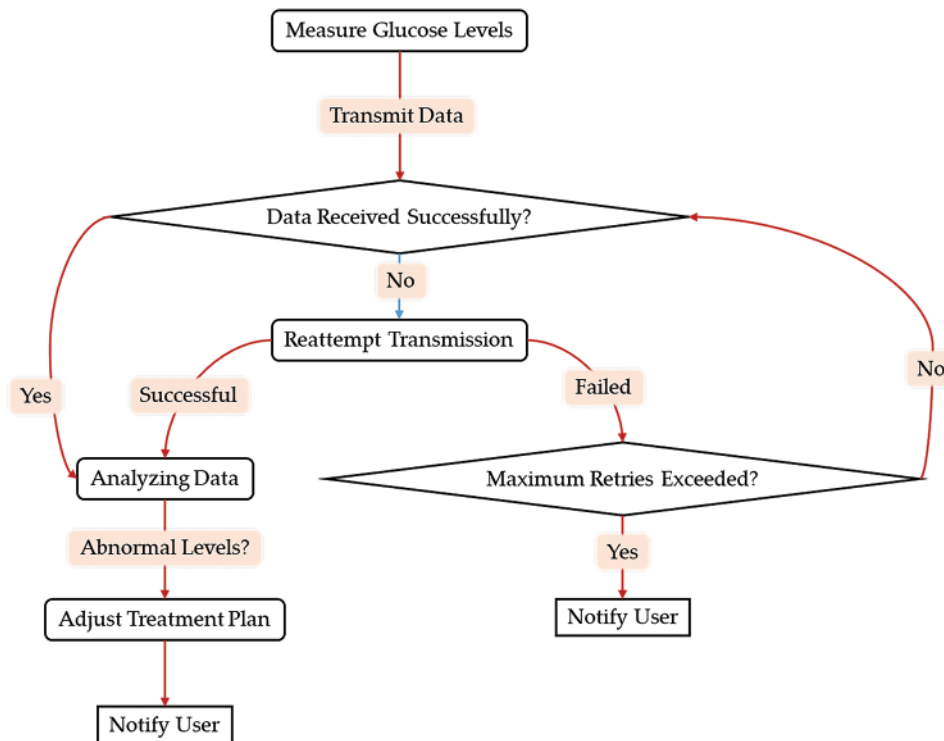 Measure Glucose Levels
Transmit Data
Data Received Successfully?
No
Reattempt Transmission
Yes
Successful
Failed
No
Analyzing Data
Maximum Retries Exceeded?
Abnormal Levels?
Yes
Adjust Treatment Plan
Notify User
Notify User